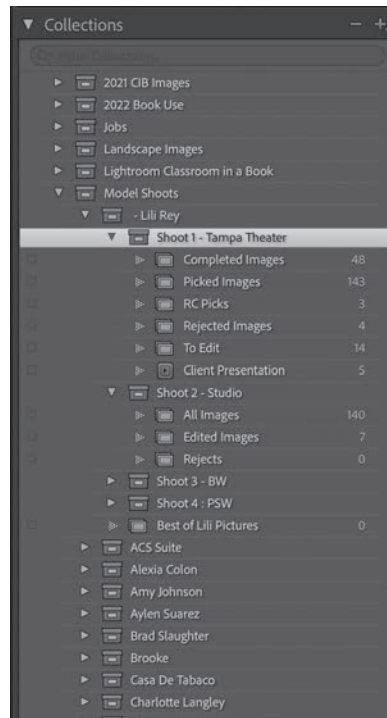 Collections
Filter Collections
2021 CIB Images
2022 Book Use
Jobs
Landscape Images
Lightroom Classroom in a Book
Model Shoots
- Lili Rey
Shoot 1 - Tampa Theater
Completed Images 48
Picked Images 143
RC Picks 3
Rejected Images 4
To Edit 14
Client Presentation 5
Shoot 2 - Studio
All Images 140
Edited Images 7
Rejects 0
Shoot 3 - BW
Shoot 4 : PSW
Best of Lili Pictures 0
ACS Suite
Alexia Colon
Amy Johnson
Aylen Suarez
Brad Slaughter
Brooke
Casa De Tabaco
Charlotte Langley